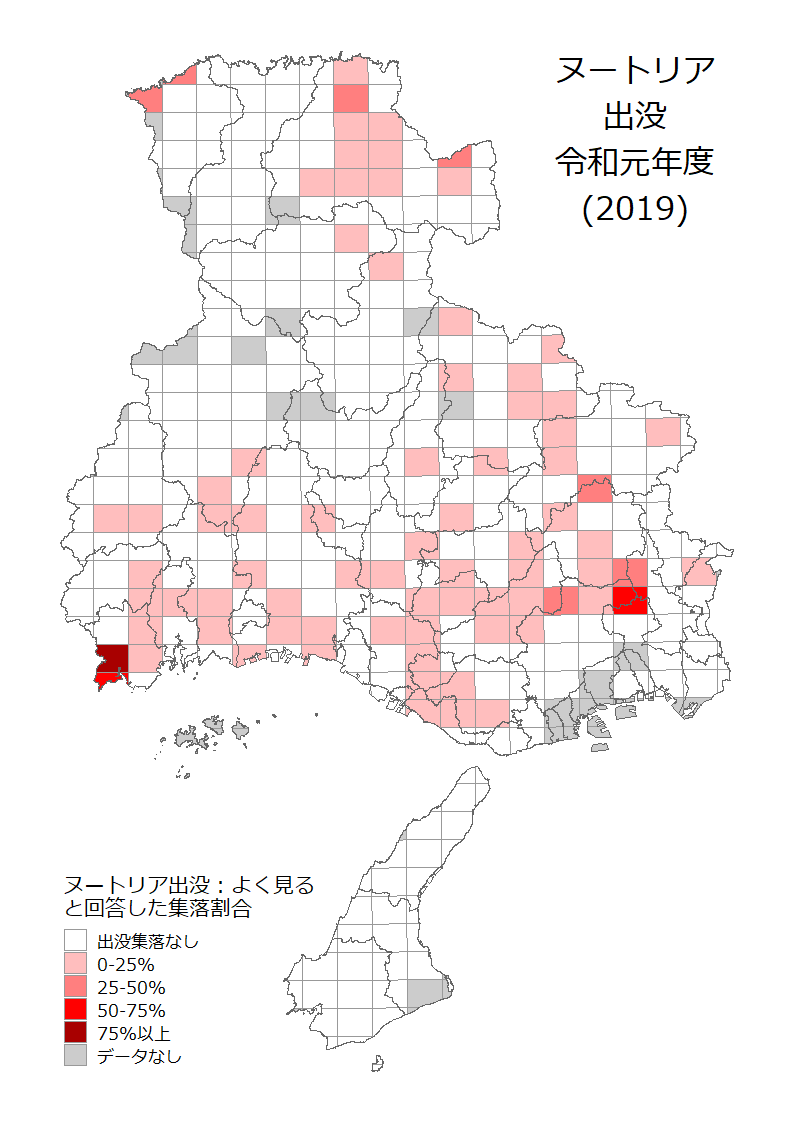 ヌートリア
出没
令和元年度
(2019)
ヌートリア出没：よく見る
と回答した集落割合
出没集落なし
0-25%
25-50%
50-75%
75%以上
データなし